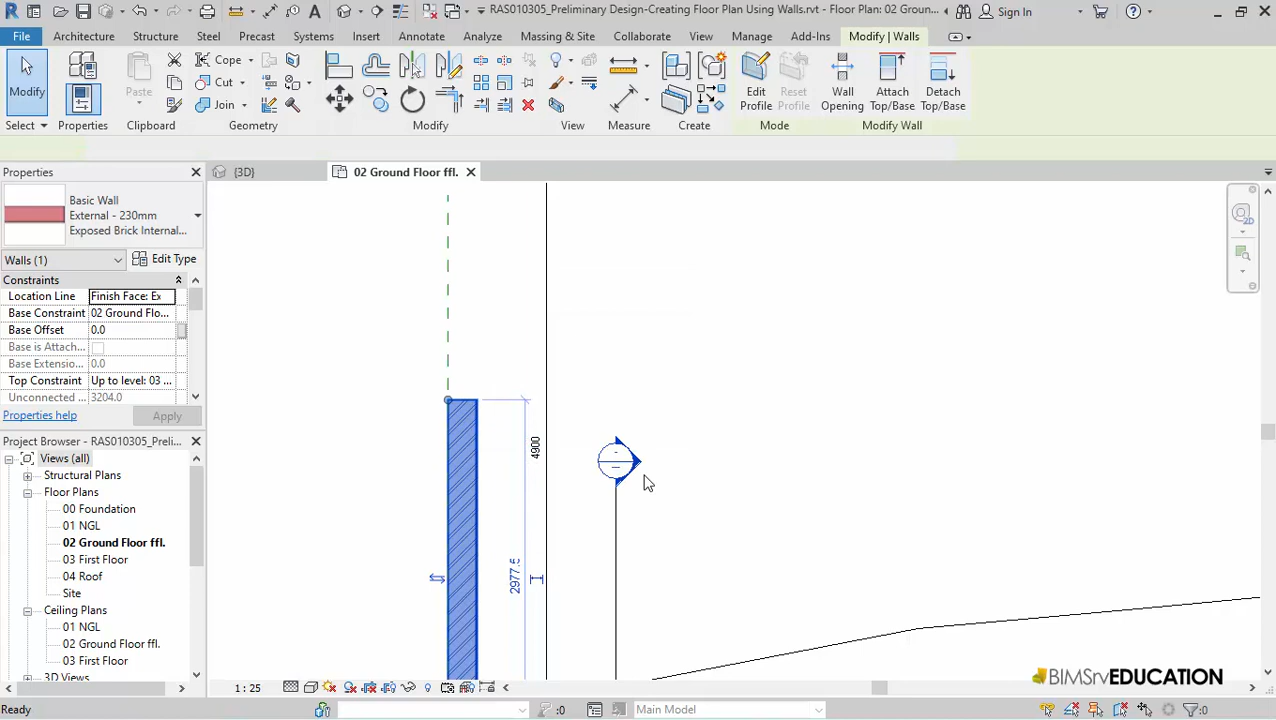 RAS010305_Preliminary Design-Creating Floor Plan Using Walls.rvt - Floor Plan: 02 Groun...
Sign In
File
Architecture
Structure
Steel
Precast
Systems
Insert
Annotate
Analyze
Massing & Site
Collaborate
View
Manage
Add-Ins
Modify | Walls
Modify
Paste
Cope
Cut
Join
Edit
Profile
Reset
Profile
Wall
Opening
Attach
Top/Base
Detach
Top/Base
Select
Properties
Clipboard
Geometry
Modify
View
Measure
Create
Mode
Modify Wall
Properties
{3D}
02 Ground Floor ffl.
Basic Wall
External - 230mm
Exposed Brick Internal...
Walls (1)
Edit Type
Constraints
Location Line
Finish Face: Ex
Base Constraint
02 Ground Flo...
Base Offset
0.0
Base is Attach...
Base Extensio...
0.0
Top Constraint
Up to level: 03 ...
Unconnected ...
3204.0
Properties help
Apply
Project Browser - RAS010305_Preli...
Views (all)
Structural Plans
Floor Plans
00 Foundation
01 NGL
02 Ground Floor ffl.
03 First Floor
04 Roof
Site
Ceiling Plans
01 NGL
02 Ground Floor ffl.
03 First Floor
3D Views
4900
2977.5
2D
1 : 25
:0
Main Model
:0
BIMSrvEDUCATION